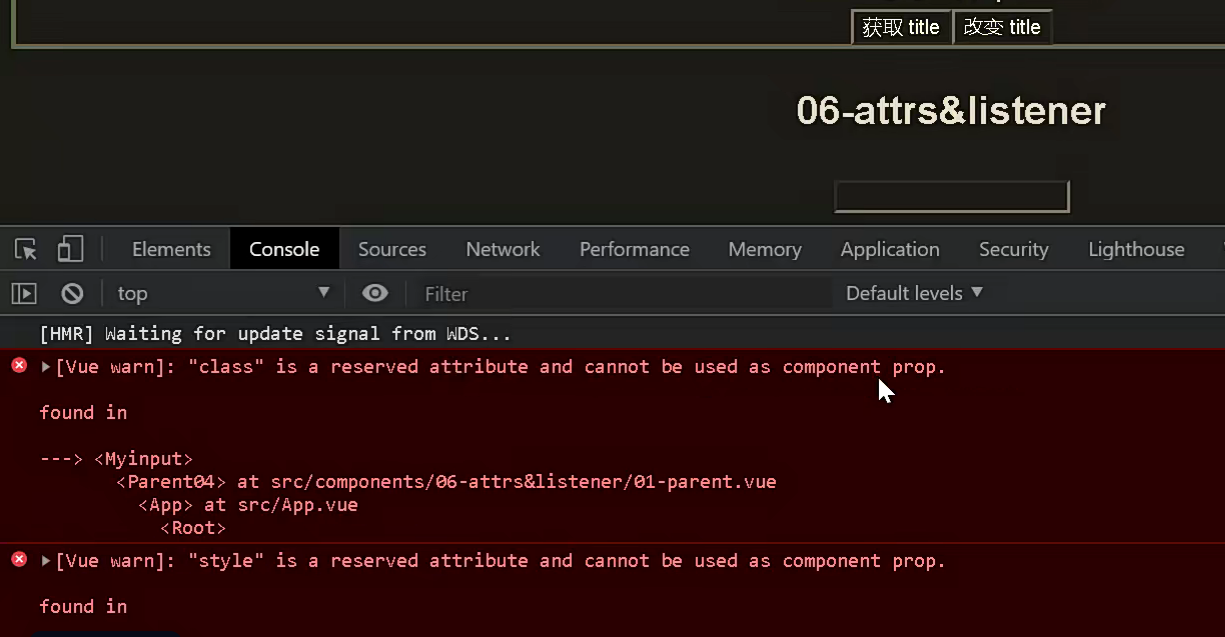 获取 title 改变 title
06-attrs&listener
Elements Console Sources Network Performance Memory Application Security Lighthouse
top Filter Default levels
[HMR] Waiting for update signal from WDS...
[Vue warn]: "class" is a reserved attribute and cannot be used as component prop.
found in
---> <Myinput>
<Parent04> at src/components/06-attrs&listener/01-parent.vue
<App> at src/App.vue
<Root>
[Vue warn]: "style" is a reserved attribute and cannot be used as component prop.
found in